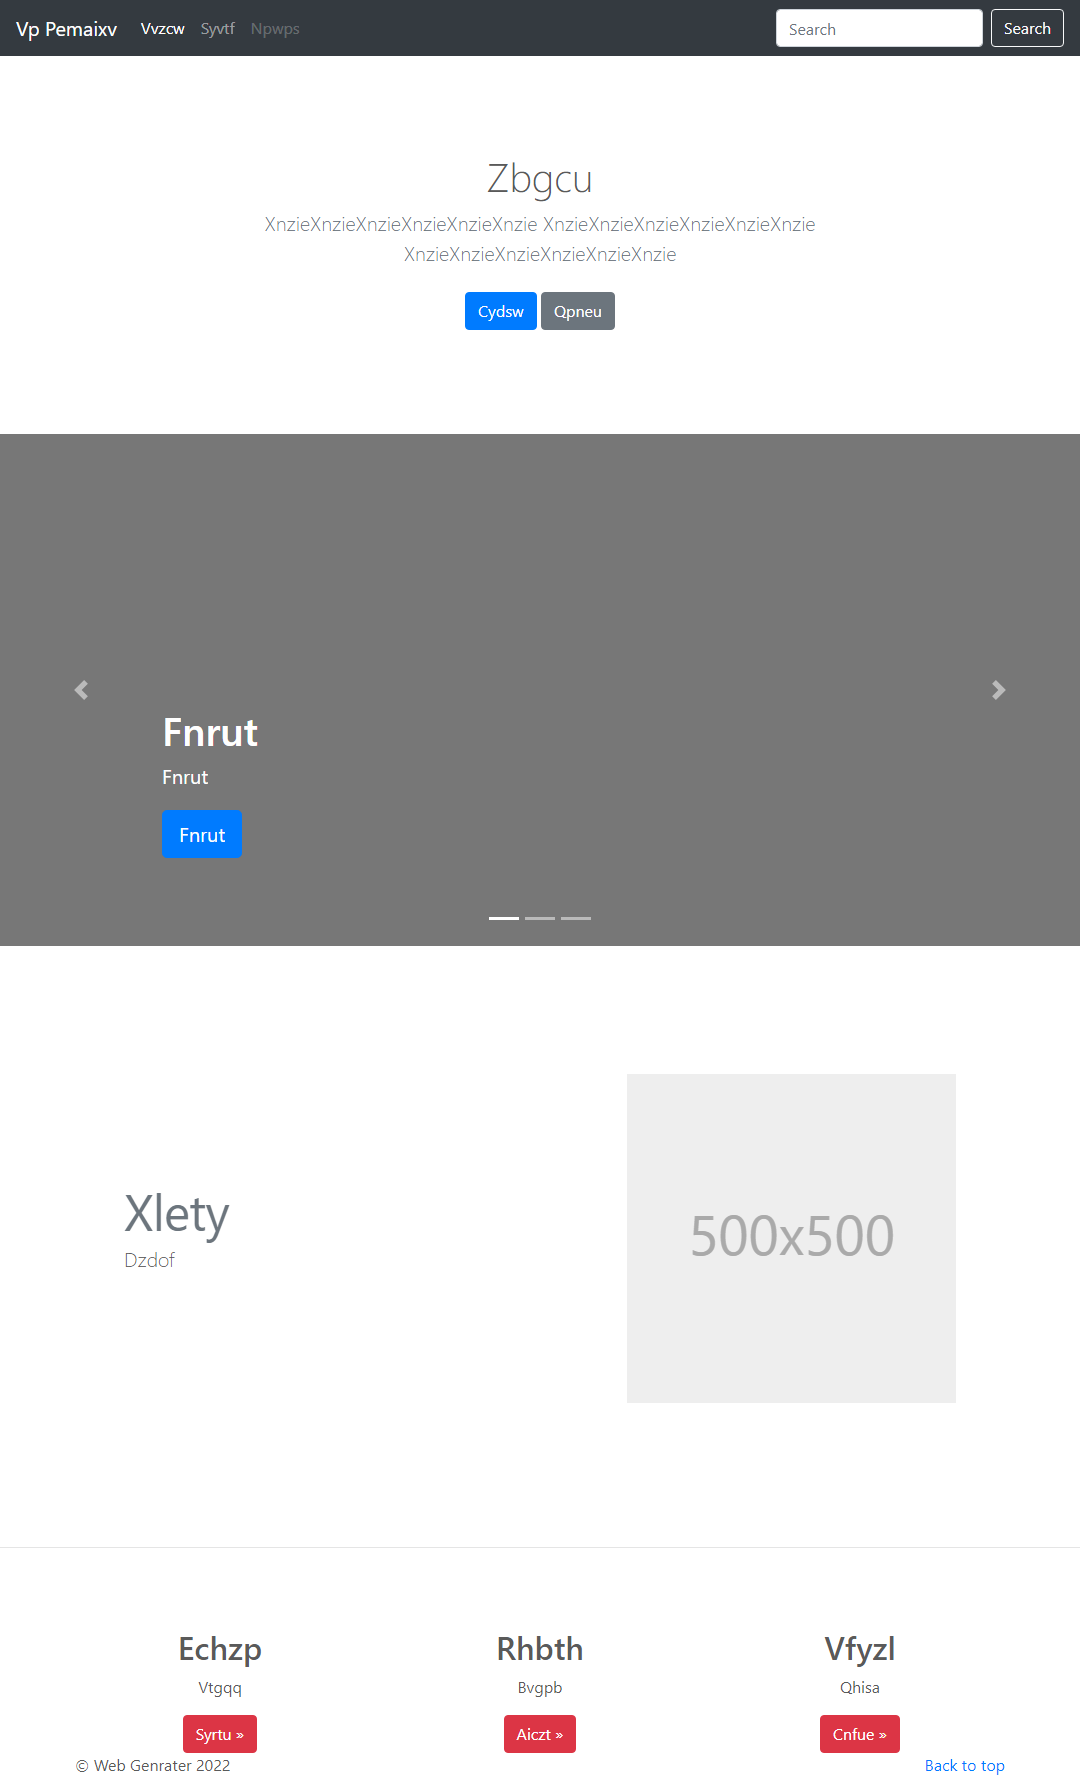 Vp Pemaixv Vvzcw Syvtf Npwps Search Search
Zbgcu
XnzieXnzieXnzieXnzieXnzieXnzie XnzieXnzieXnzieXnzieXnzieXnzie
XnzieXnzieXnzieXnzieXnzieXnzie
Cydsw Qpneu
Fnrut
Fnrut
Fnrut
Xlety
Dzdof
500x500
Echzp Rhbth Vfyzl
Vtgqq Bvgpb Qhisa
Syrtu » Aiczt » Cnfue »
© Web Genrater 2022 Back to top